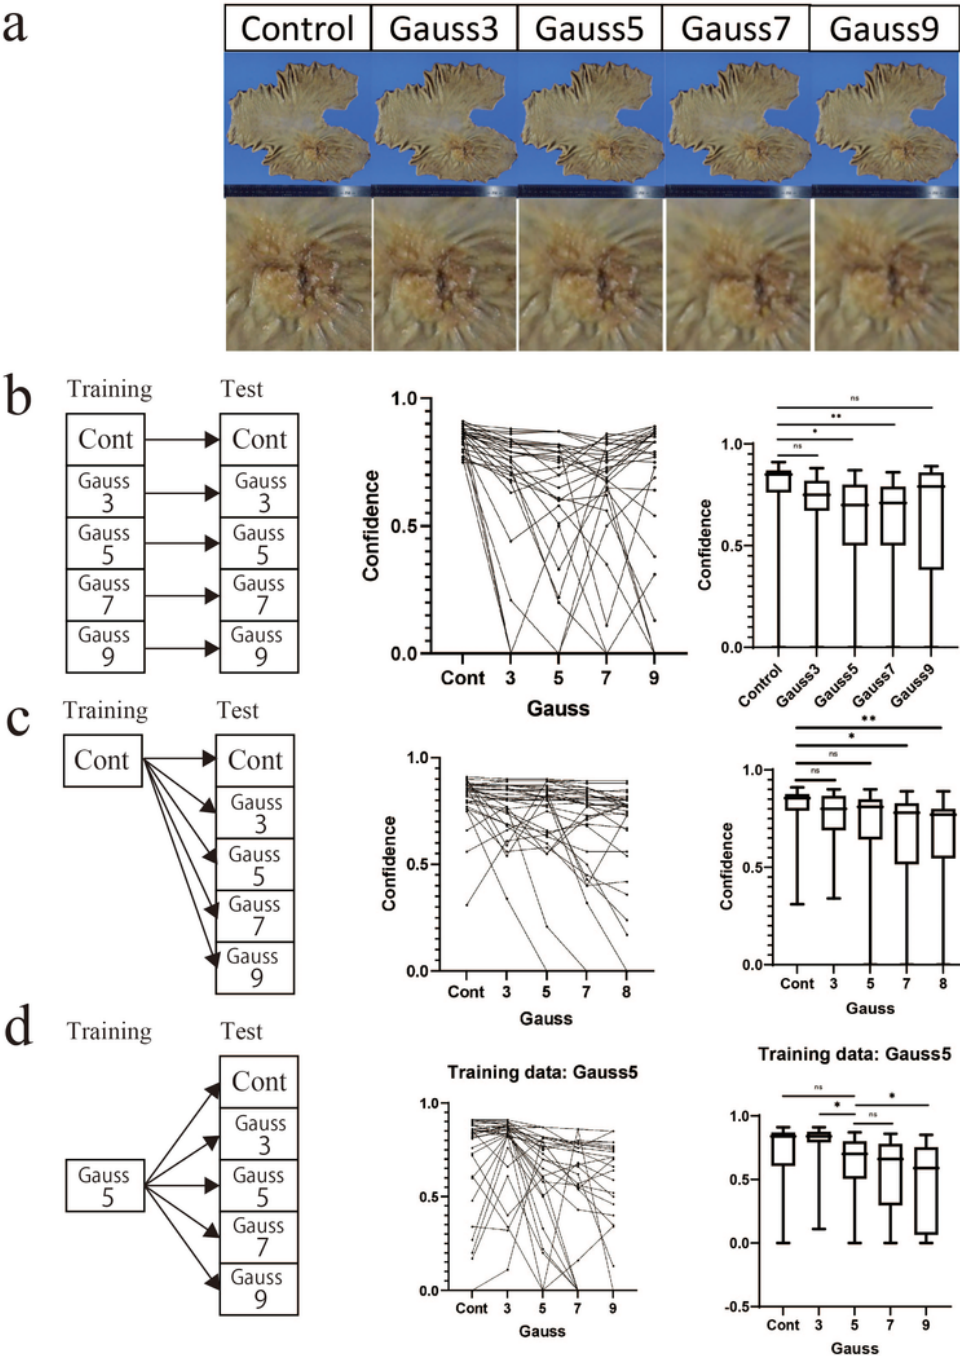 a
Control Gauss3 Gauss5 Gauss7 Gauss9
b
Training Test
Cont Cont
Gauss 3 Gauss 3
Gauss 5 Gauss 5
Gauss 7 Gauss 7
Gauss 9 Gauss 9
Confidence
1.0
0.5
0.0
Cont 3 5 7 9
Gauss
ns
**
*
ns
Confidence
1.0
0.5
0.0
Control Gauss3 Gauss5 Gauss7 Gauss9
c
Training Test
Cont Cont
Gauss 3
Gauss 5
Gauss 7
Gauss 9
Confidence
1.0
0.5
0.0
Cont 3 5 7 8
Gauss
**
*
ns
ns
Confidence
1.0
0.5
0.0
Cont 3 5 7 8
Gauss
d
Training Test
Gauss 5
Cont
Gauss 3
Gauss 5
Gauss 7
Gauss 9
Training data: Gauss5
1.0
0.5
0.0
Cont 3 5 7 9
Gauss
Training data: Gauss5
ns
* *
ns
1.0
0.5
0.0
-0.5
Cont 3 5 7 9
Gauss